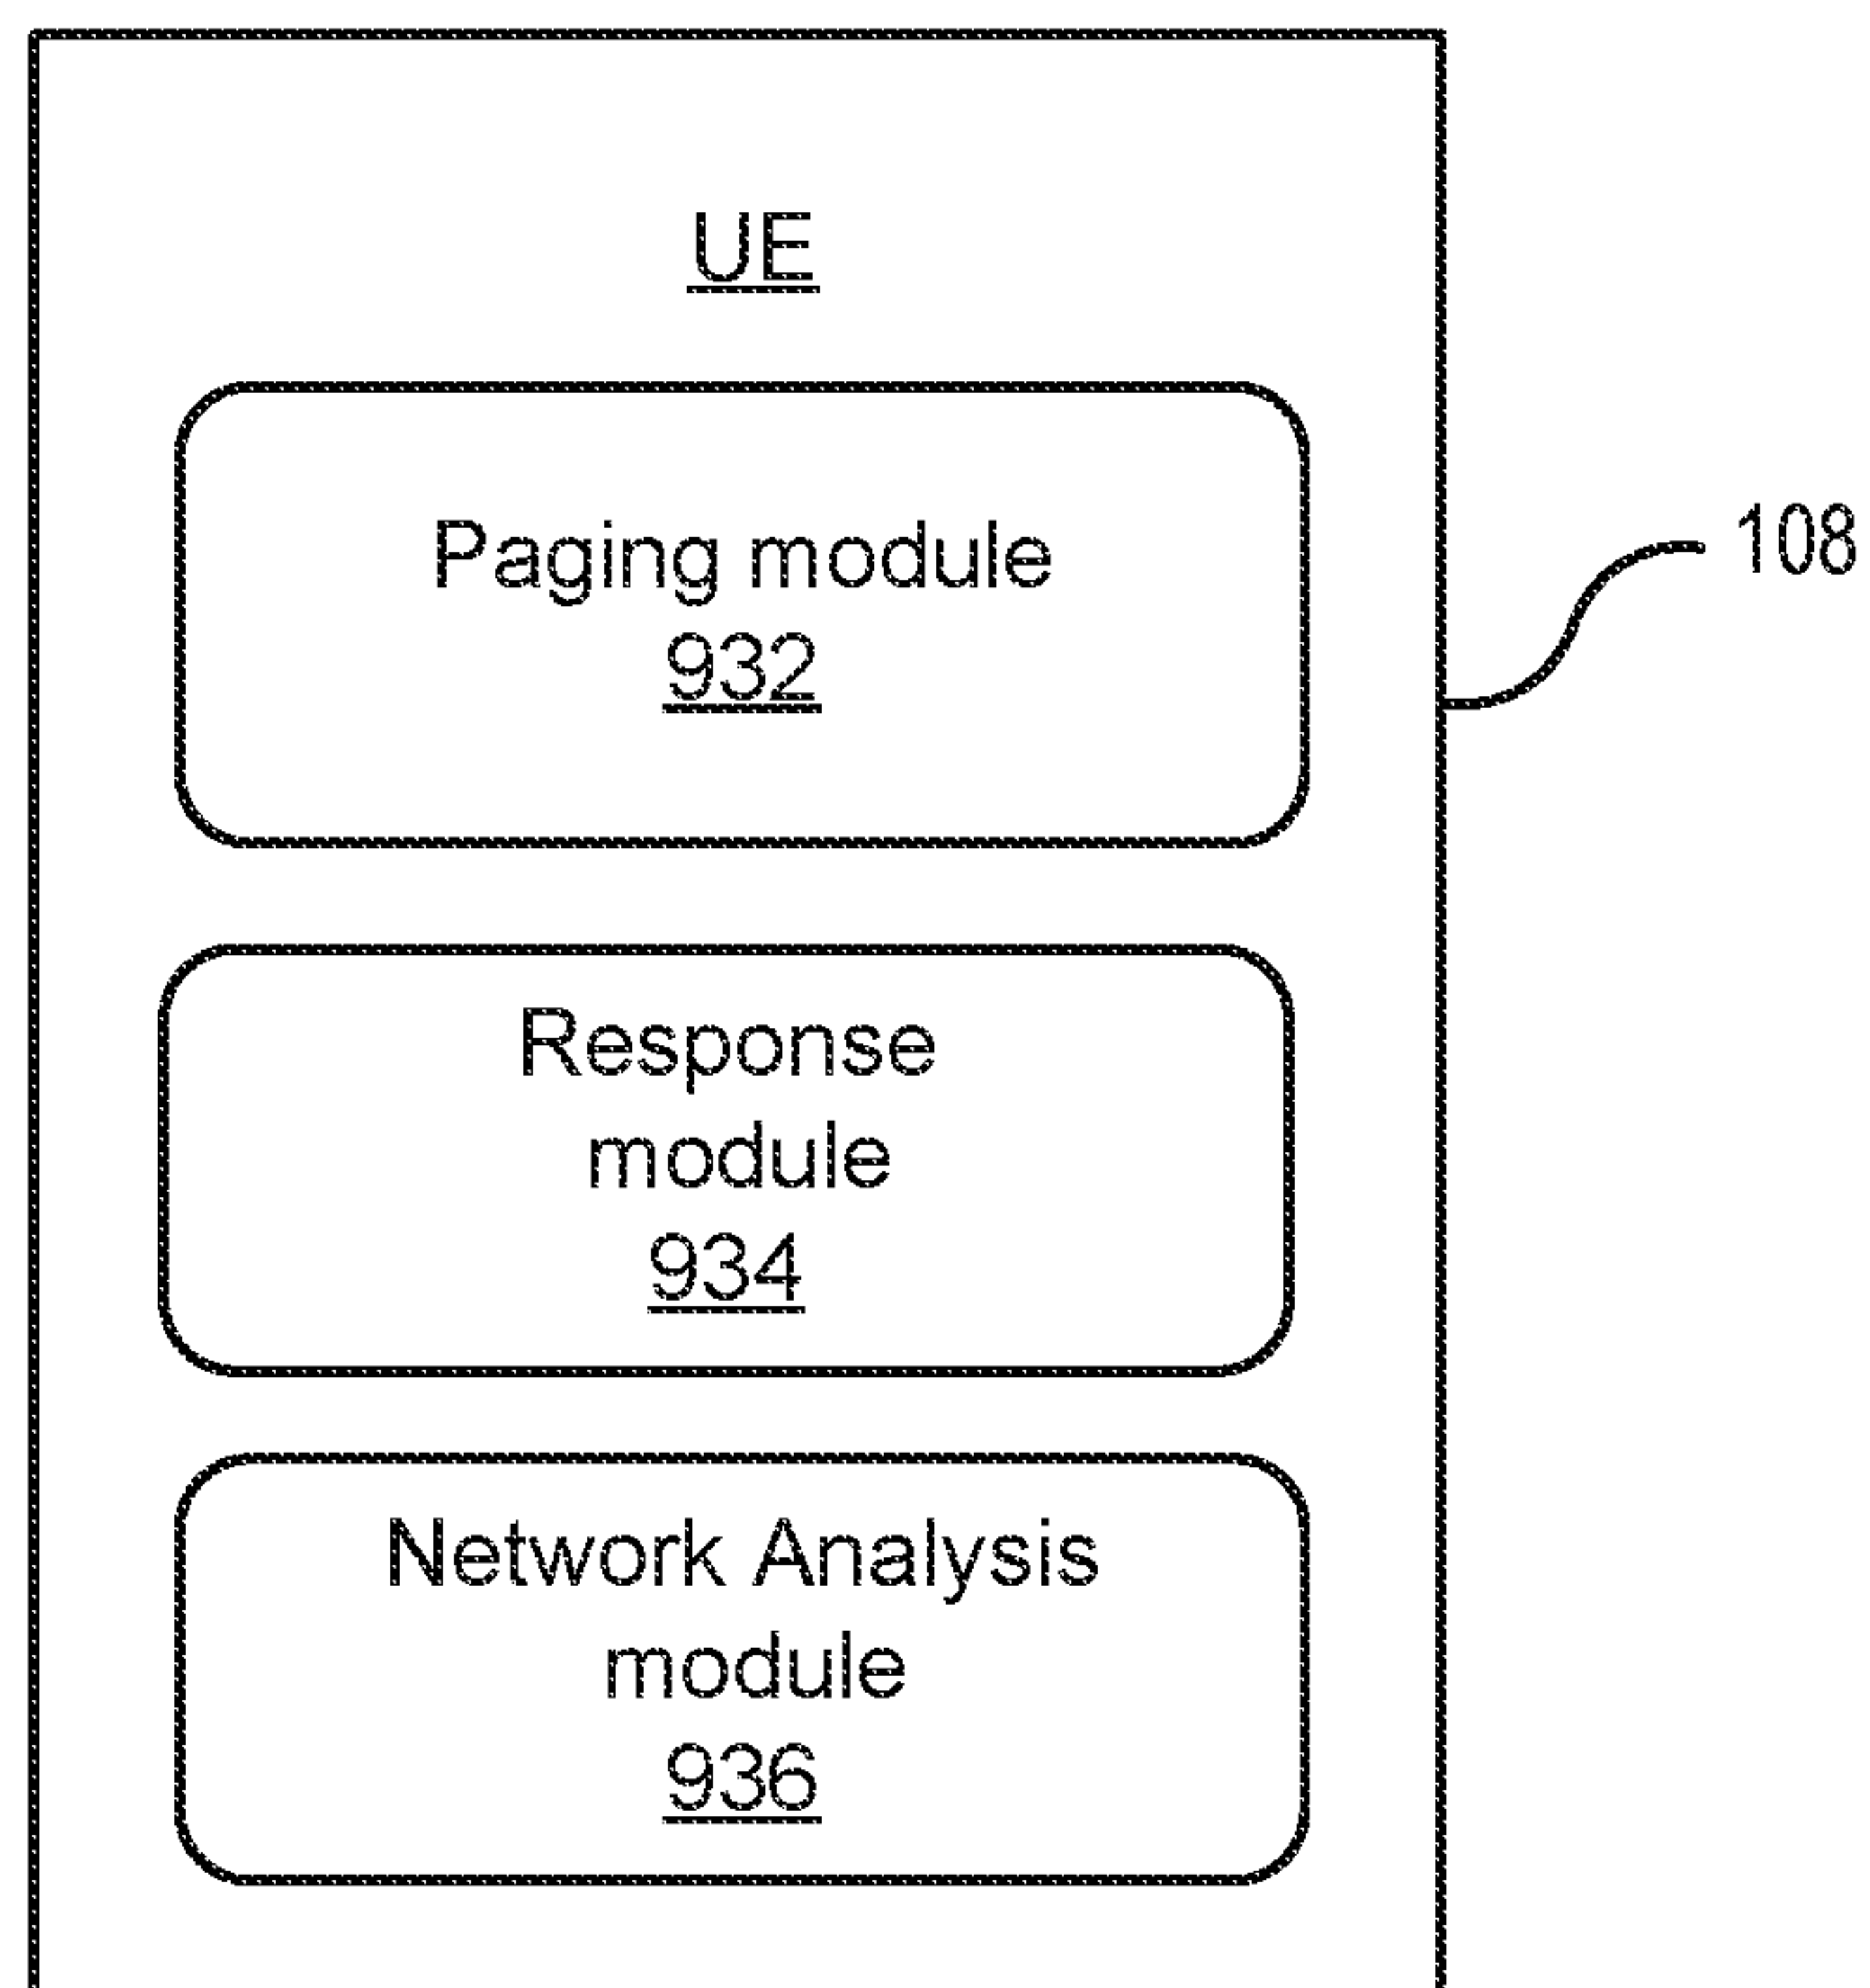 UE
Paging module
932
108
Response
module
934
Network Analysis
module
936